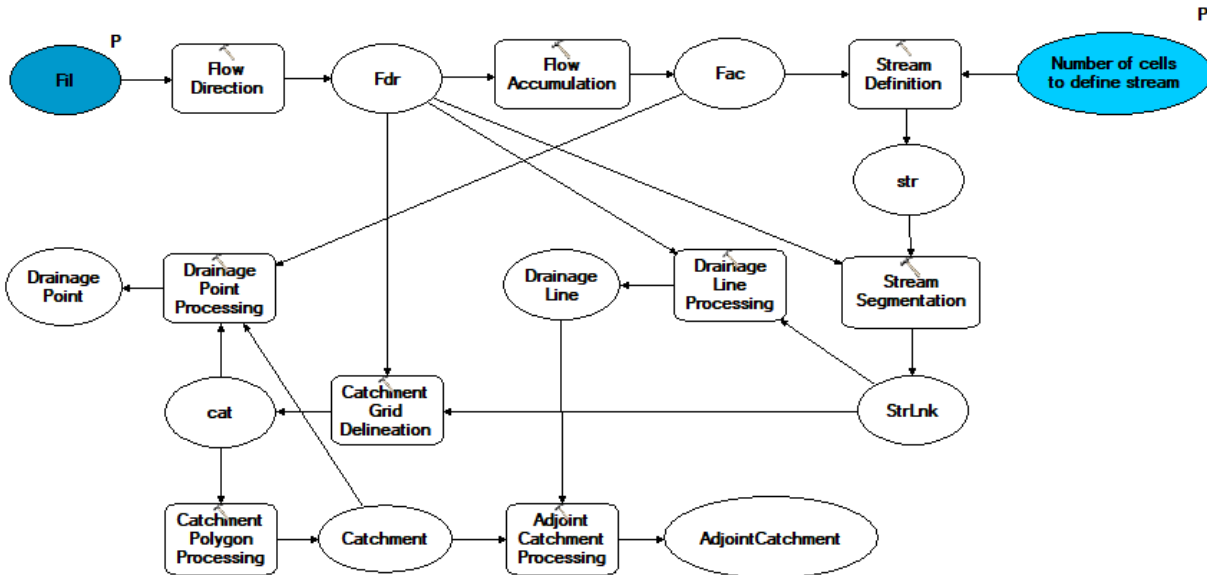 P
P
Fil
Flow
Direction
Fdr
Flow
Accumulation
Fac
Stream
Definition
Number of cells
to define stream
str
Drainage
Point
Drainage
Point
Processing
Drainage
Line
Drainage
Line
Processing
Stream
Segmentation
cat
Catchment
Grid
Delineation
StrLnk
Catchment
Polygon
Processing
Catchment
Adjoint
Catchment
Processing
AdjointCatchment